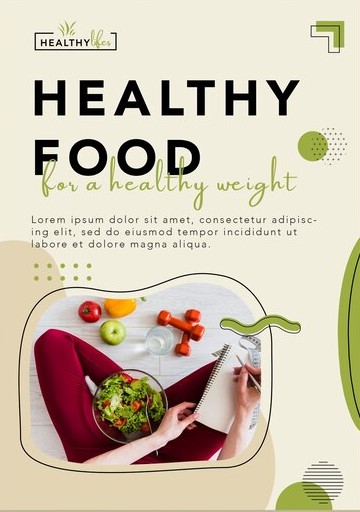 HEALTHY lifes
HEALTHY
FOOD
for a healthy weight
Lorem ipsum dolor sit amet, consectetur adipisc-
ing elit, sed do eiusmod tempor incididunt ut
labore et dolore magna aliqua.